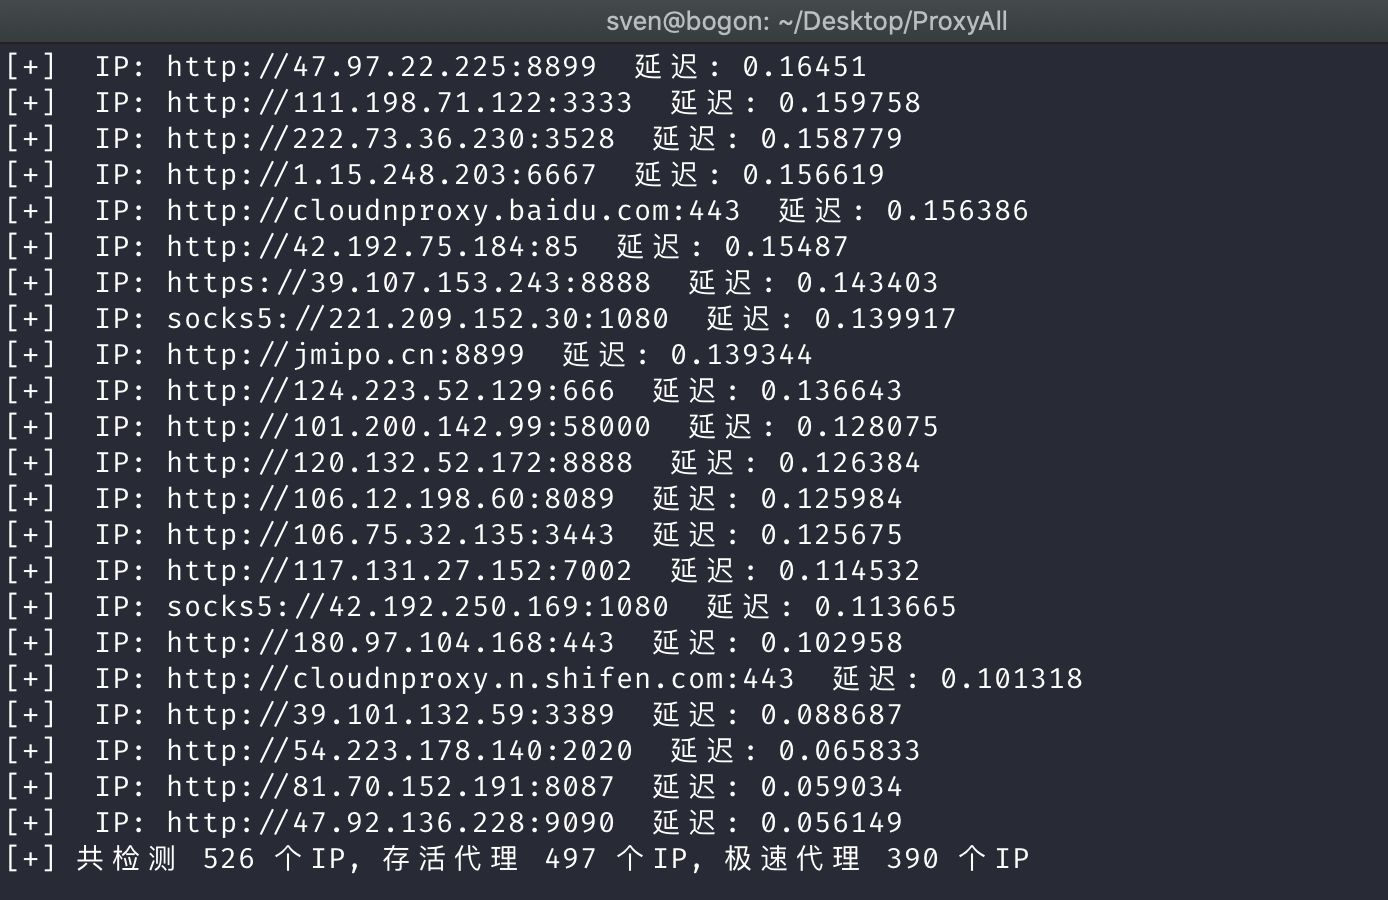 sven@bogon: ~/Desktop/ProxyAll
[+]  IP: http://47.97.22.225:8899  延迟: 0.16451
[+]  IP: http://111.198.71.122:3333  延迟: 0.159758
[+]  IP: http://222.73.36.230:3528  延迟: 0.158779
[+]  IP: http://1.15.248.203:6667  延迟: 0.156619
[+]  IP: http://cloudnproxy.baidu.com:443  延迟: 0.156386
[+]  IP: http://42.192.75.184:85  延迟: 0.15487
[+]  IP: https://39.107.153.243:8888  延迟: 0.143403
[+]  IP: socks5://221.209.152.30:1080  延迟: 0.139917
[+]  IP: http://jmipo.cn:8899  延迟: 0.139344
[+]  IP: http://124.223.52.129:666  延迟: 0.136643
[+]  IP: http://101.200.142.99:58000  延迟: 0.128075
[+]  IP: http://120.132.52.172:8888  延迟: 0.126384
[+]  IP: http://106.12.198.60:8089  延迟: 0.125984
[+]  IP: http://106.75.32.135:3443  延迟: 0.125675
[+]  IP: http://117.131.27.152:7002  延迟: 0.114532
[+]  IP: socks5://42.192.250.169:1080  延迟: 0.113665
[+]  IP: http://180.97.104.168:443  延迟: 0.102958
[+]  IP: http://cloudnproxy.n.shifen.com:443  延迟: 0.101318
[+]  IP: http://39.101.132.59:3389  延迟: 0.088687
[+]  IP: http://54.223.178.140:2020  延迟: 0.065833
[+]  IP: http://81.70.152.191:8087  延迟: 0.059034
[+]  IP: http://47.92.136.228:9090  延迟: 0.056149
[+] 共检测 526 个IP, 存活代理 497 个IP, 极速代理 390 个IP